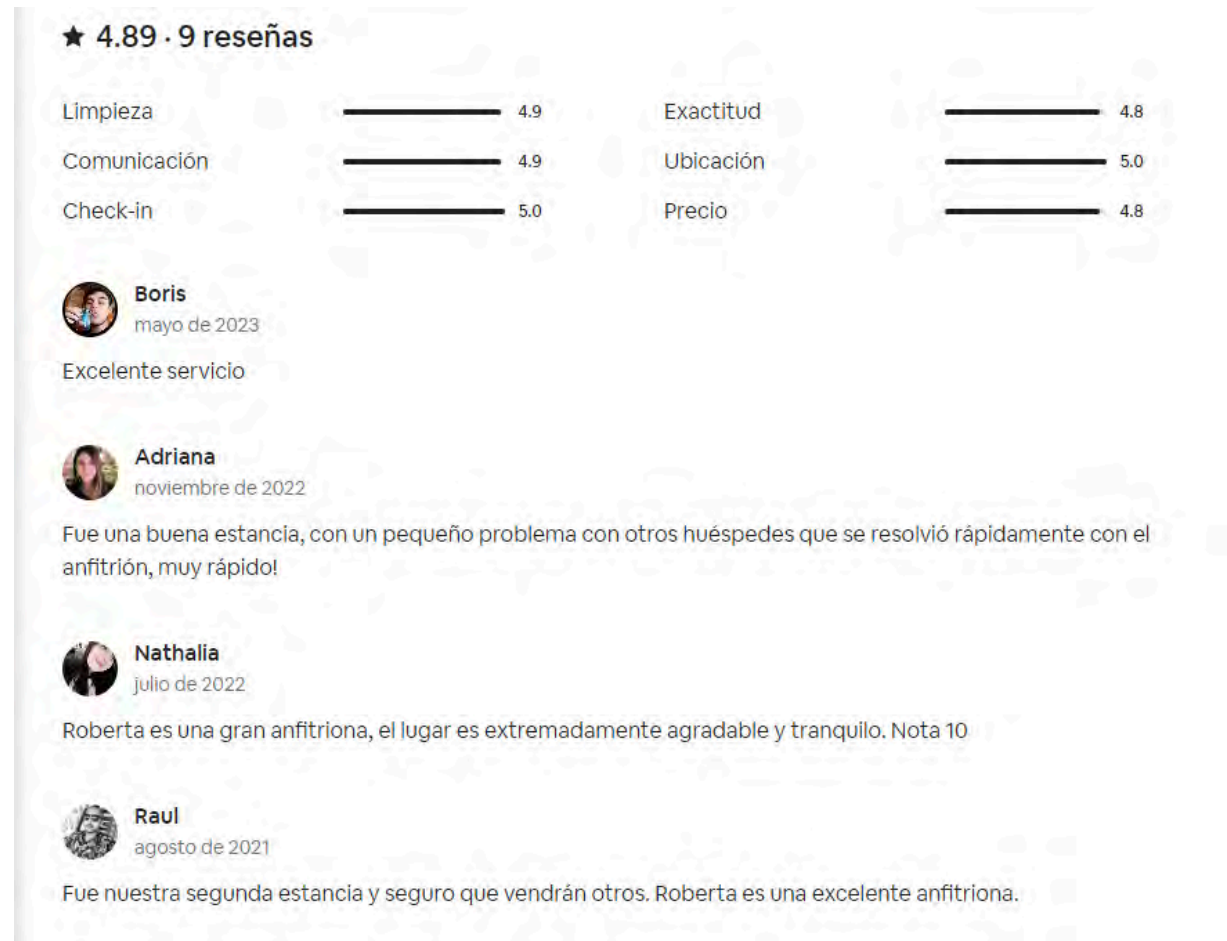 ★ 4.89 · 9 reseñas
Limpieza 4.9 Exactitud 4.8
Comunicación 4.9 Ubicación 5.0
Check-in 5.0 Precio 4.8
Boris
mayo de 2023
Excelente servicio
Adriana
noviembre de 2022
Fue una buena estancia, con un pequeño problema con otros huéspedes que se resolvió rápidamente con el
anfitrión, muy rápido!
Nathalia
julio de 2022
Roberta es una gran anfitriona, el lugar es extremadamente agradable y tranquilo. Nota 10
Raul
agosto de 2021
Fue nuestra segunda estancia y seguro que vendrán otros. Roberta es una excelente anfitriona.